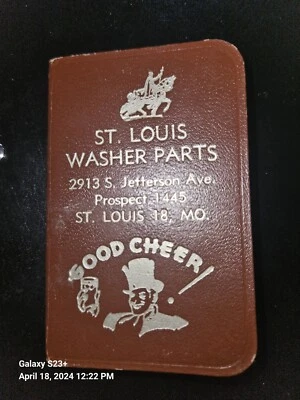 ST. LOUIS
WASHER PARTS
2913 S. Jefferson Ave.
Prospect 1445
ST. LOUIS 18, MO.
GOOD CHEER!
Galaxy S23+
April 18, 2024 12:22 PM